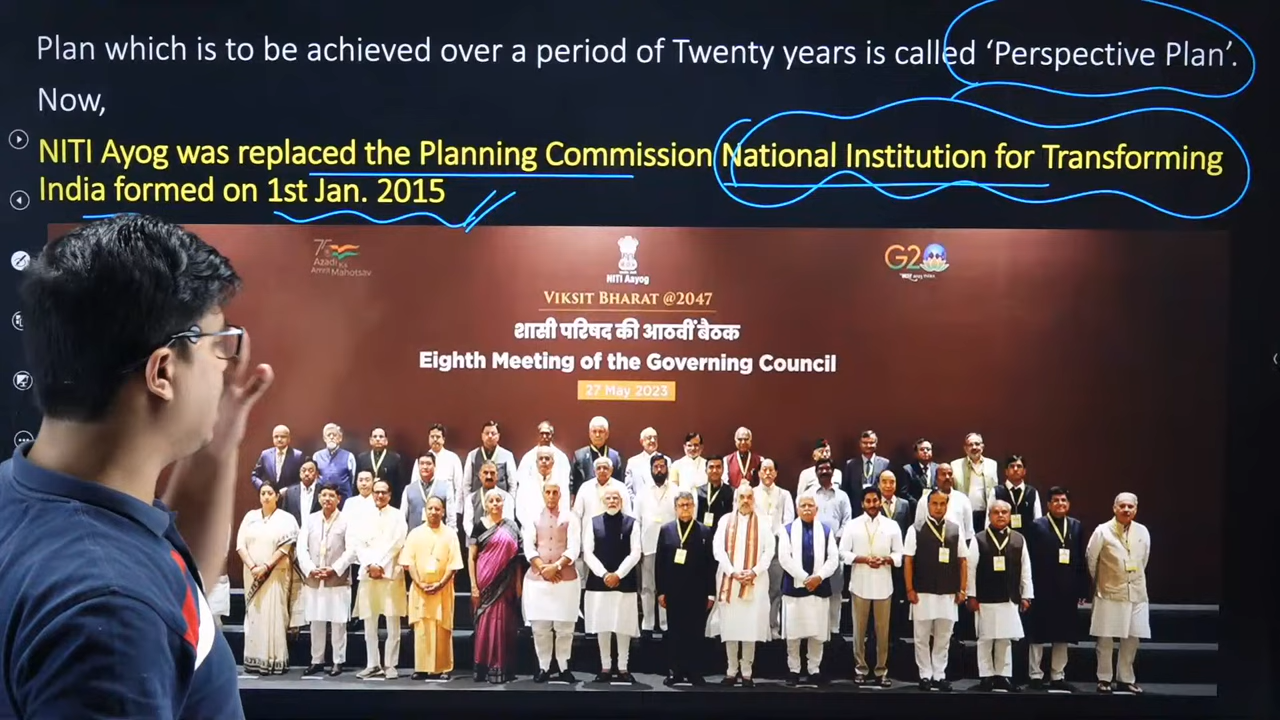 Plan which is to be achieved over a period of Twenty years is called ‘Perspective Plan’.
Now,
NITI Ayog was replaced the Planning Commission National Institution for Transforming
India formed on 1st Jan. 2015
75
Azadi Ka
Amrit Mahotsav
NITI Aayog
G20
VIKSIT BHARAT @2047
शासी परिषद की आठवीं बैठक
Eighth Meeting of the Governing Council
27 May 2023